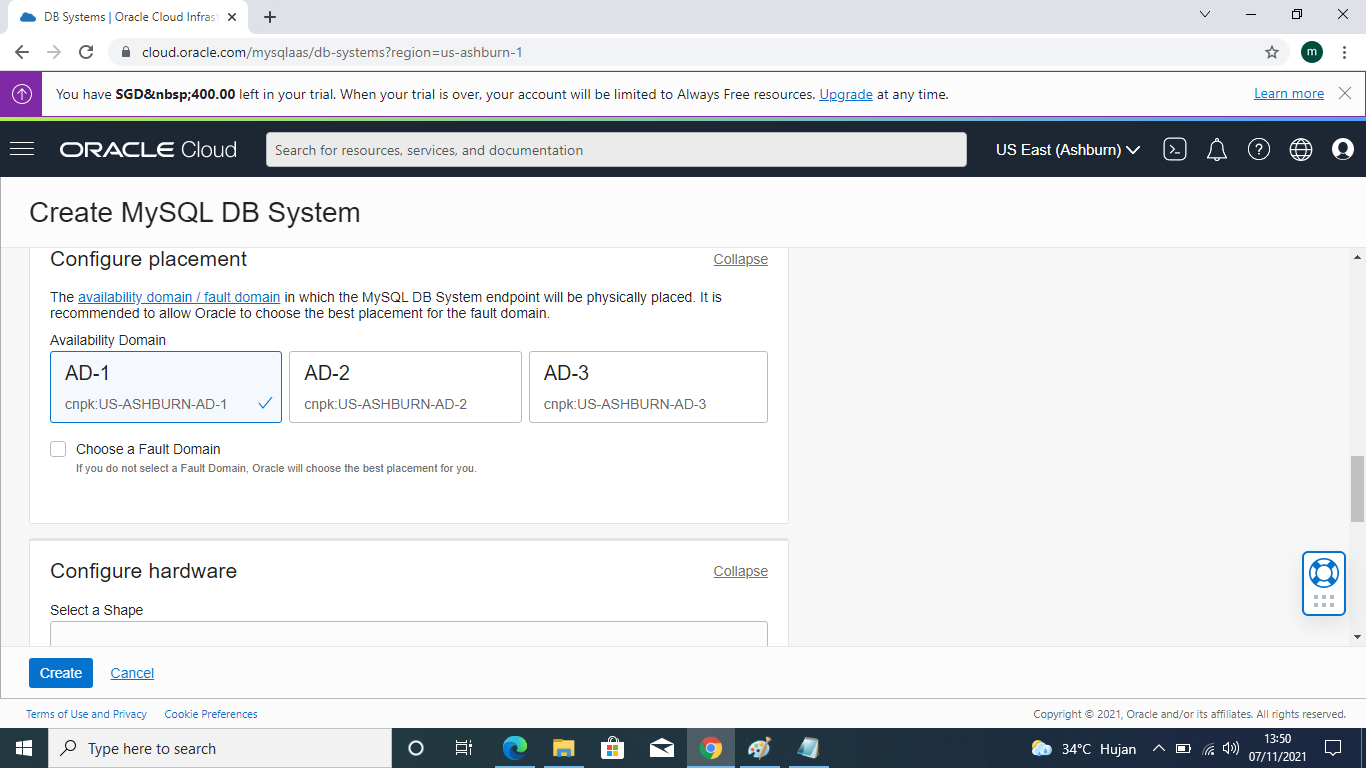 DB Systems | Oracle Cloud Infras
cloud.oracle.com/mysqlaas/db-systems?region=us-ashburn-1
m
You have SGD&nbsp;400.00 left in your trial. When your trial is over, your account will be limited to Always Free resources. Upgrade at any time.
Learn more
ORACLE Cloud
Search for resources, services, and documentation
US East (Ashburn)
Create MySQL DB System
Configure placement
Collapse
The availability domain / fault domain in which the MySQL DB System endpoint will be physically placed. It is
recommended to allow Oracle to choose the best placement for the fault domain.
Availability Domain
AD-1
cnpk:US-ASHBURN-AD-1
AD-2
cnpk:US-ASHBURN-AD-2
AD-3
cnpk:US-ASHBURN-AD-3
Choose a Fault Domain
If you do not select a Fault Domain, Oracle will choose the best placement for you.
Configure hardware
Collapse
Select a Shape
Create
Cancel
Terms of Use and Privacy
Cookie Preferences
Copyright © 2021, Oracle and/or its affiliates. All rights reserved.
Type here to search
34°C Hujan
13:50
07/11/2021